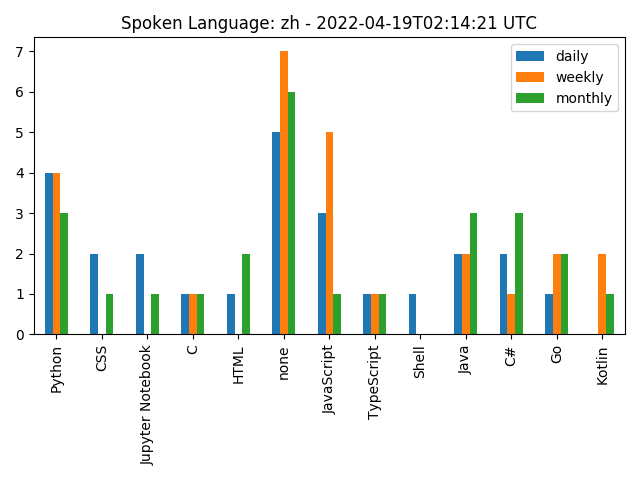 Spoken Language: zh - 2022-04-19T02:14:21 UTC
daily
weekly
monthly
7
6
5
4
3
2
1
0
Python
CSS
Jupyter Notebook
C
HTML
none
JavaScript
TypeScript
Shell
Java
C#
Go
Kotlin